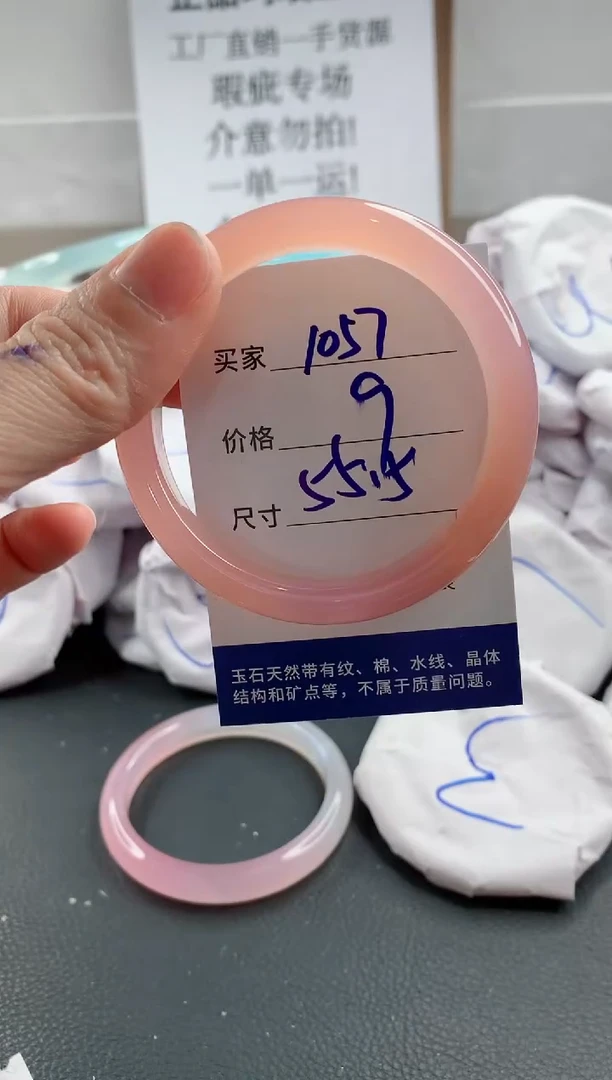 工厂直销一手货源
瑕疵专场
介意勿拍!
一单一运!
买家 1057
价格 9
尺寸 55.5
玉石天然带有纹、棉、水线、晶体
结构和矿点等，不属于质量问题。